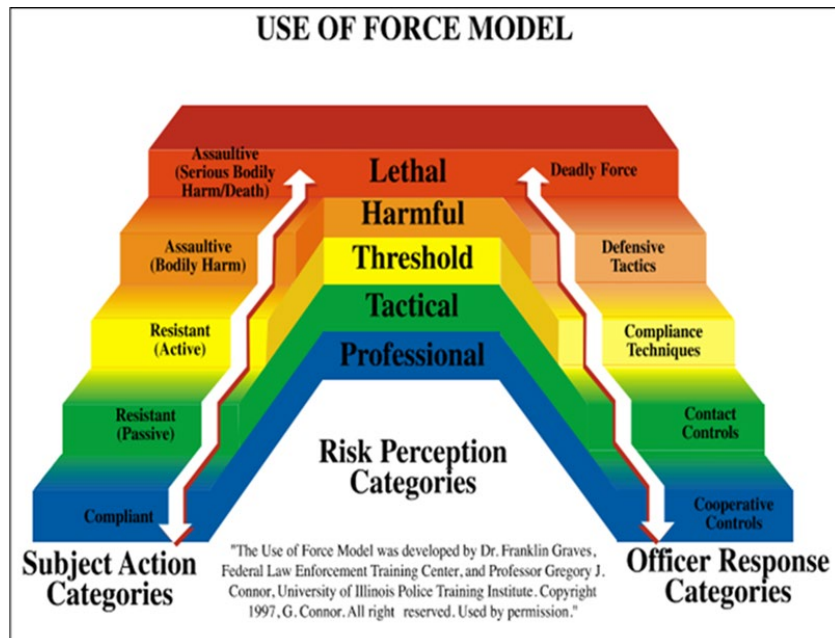 USE OF FORCE MODEL
Assaultive
(Serious Bodily
Harm/Death)
Lethal
Deadly Force
Assaultive
(Bodily Harm)
Harmful
Defensive
Tactics
Resistant
(Active)
Threshold
Compliance
Techniques
Resistant
(Passive)
Tactical
Contact
Controls
Compliant
Professional
Cooperative
Controls
Subject Action
Categories
Risk Perception
Categories
Officer Response
Categories
"The Use of Force Model was developed by Dr. Franklin Graves,
Federal Law Enforcement Training Center, and Professor Gregory J.
Connor, University of Illinois Police Training Institute. Copyright
1997, G. Connor. All right reserved. Used by permission."